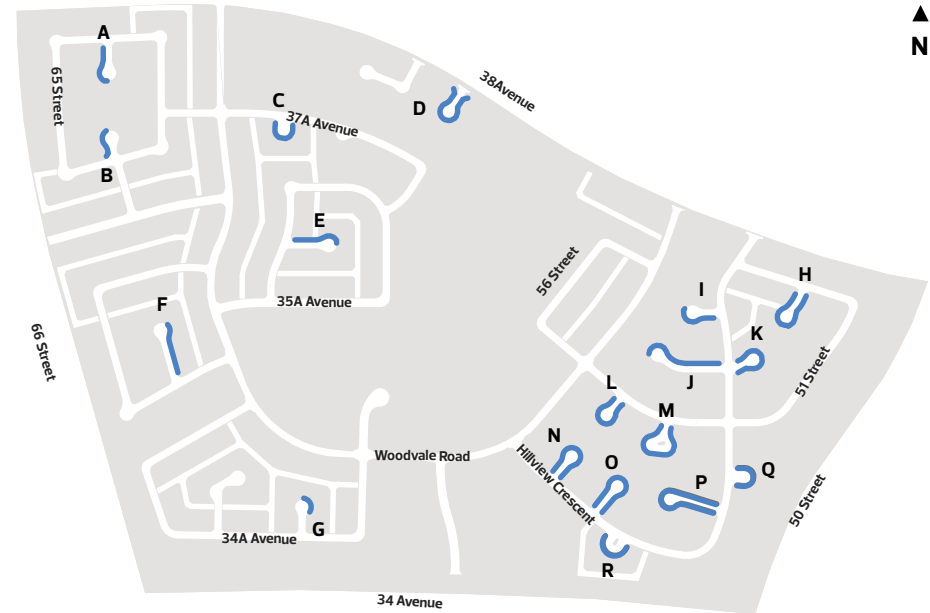 A
65 Street
B
C
37A Avenue
D
38Avenue
▲
N
E
35A Avenue
F
66 Street
56 Street
I
H
K
J
51 Street
L
M
N
O
P
Q
Woodvale Road
Hillview Crescent
50 Street
G
34A Avenue
R
34 Avenue